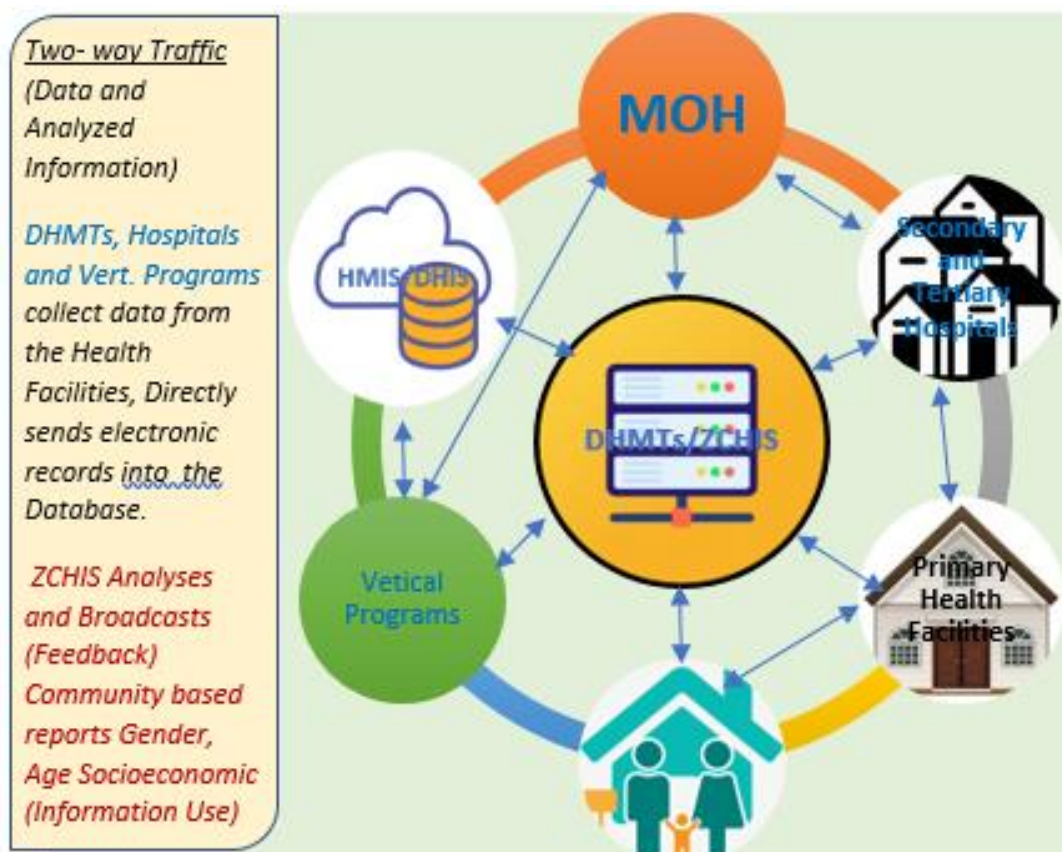 Two- way Traffic
(Data and
Analyzed
Information)
DHMTs, Hospitals
and Vert. Programs
collect data from
the Health
Facilities, Directly
sends electronic
records into the
Database.
ZCHIS Analyses
and Broadcasts
(Feedback)
Community based
reports Gender,
Age Socioeconomic
(Information Use)
MOH
HMIS/DHIS
Secondary
and
Tertiary
Hospitals
DHMTs/ZCHIS
Vetical
Programs
Primary
Health
Facilities